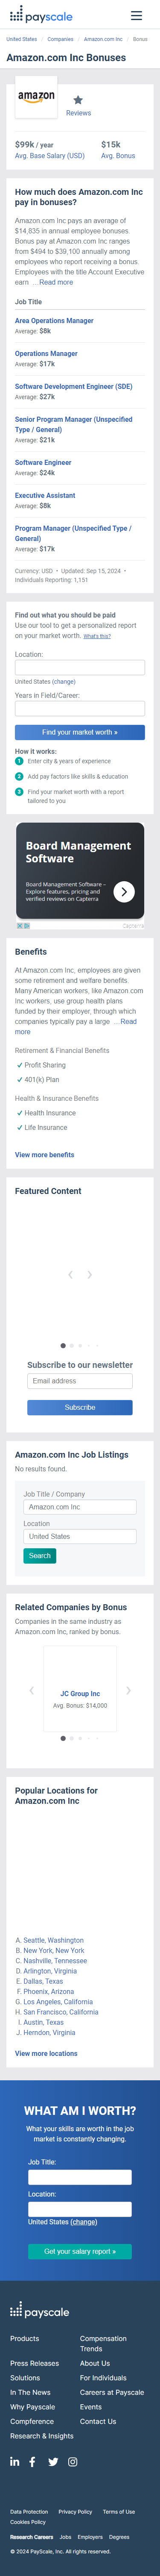 payscale
United States / Companies / Amazon.com Inc / Bonus
Amazon.com Inc Bonuses
amazon
Reviews
$99k / year
Avg. Base Salary (USD)
$15k
Avg. Bonus
How much does Amazon.com Inc
pay in bonuses?
Amazon.com Inc pays an average of
$14,835 in annual employee bonuses.
Bonus pay at Amazon.com Inc ranges
from $494 to $39,100 annually among
employees who report receiving a bonus.
Employees with the title Account Executive
earn … Read more
Job Title
Area Operations Manager
Average: $8k
Operations Manager
Average: $17k
Software Development Engineer (SDE)
Average: $27k
Senior Program Manager (Unspecified
Type / General)
Average: $21k
Software Engineer
Average: $24k
Executive Assistant
Average: $8k
Program Manager (Unspecified Type /
General)
Average: $17k
Currency: USD • Updated: Sep 15, 2024 •
Individuals Reporting: 1,151
Find out what you should be paid
Use our tool to get a personalized report
on your market worth. What's this?
Location:
United States (change)
Years in Field/Career:
Find your market worth »
How it works:
1 Enter city & years of experience
2 Add pay factors like skills & education
3 Find your market worth with a report
tailored to you
Board Management
Software
Board Management Software –
Explore features, pricing and
verified reviews on Capterra
Capterra
Benefits
At Amazon.com Inc, employees are given
some retirement and welfare benefits.
Many American workers, like Amazon.com
Inc workers, use group health plans
funded by their employer, through which
companies typically pay a large … Read
more
Retirement & Financial Benefits
✓ Profit Sharing
✓ 401(k) Plan
Health & Insurance Benefits
✓ Health Insurance
✓ Life Insurance
View more benefits
Featured Content
Subscribe to our newsletter
Email address
Subscribe
Amazon.com Inc Job Listings
No results found.
Job Title / Company
Amazon com Inc
Location
United States
Search
Related Companies by Bonus
Companies in the same industry as
Amazon.com Inc, ranked by bonus.
JC Group Inc
Avg. Bonus: $14,000
Popular Locations for
Amazon.com Inc
A. Seattle, Washington
B. New York, New York
C. Nashville, Tennessee
D. Arlington, Virginia
E. Dallas, Texas
F. Phoenix, Arizona
G. Los Angeles, California
H. San Francisco, California
I. Austin, Texas
J. Herndon, Virginia
View more locations
WHAT AM I WORTH?
What your skills are worth in the job
market is constantly changing.
Job Title:
Location:
United States (change)
Get your salary report »
payscale
Products
Compensation
Trends
Press Releases
About Us
Solutions
For Individuals
In The News
Careers at Payscale
Why Payscale
Events
Compference
Contact Us
Research & Insights
Data Protection Privacy Policy Terms of Use
Cookies Policy
Research Careers Jobs Employers Degrees
© 2024 PayScale, Inc. All rights reserved.